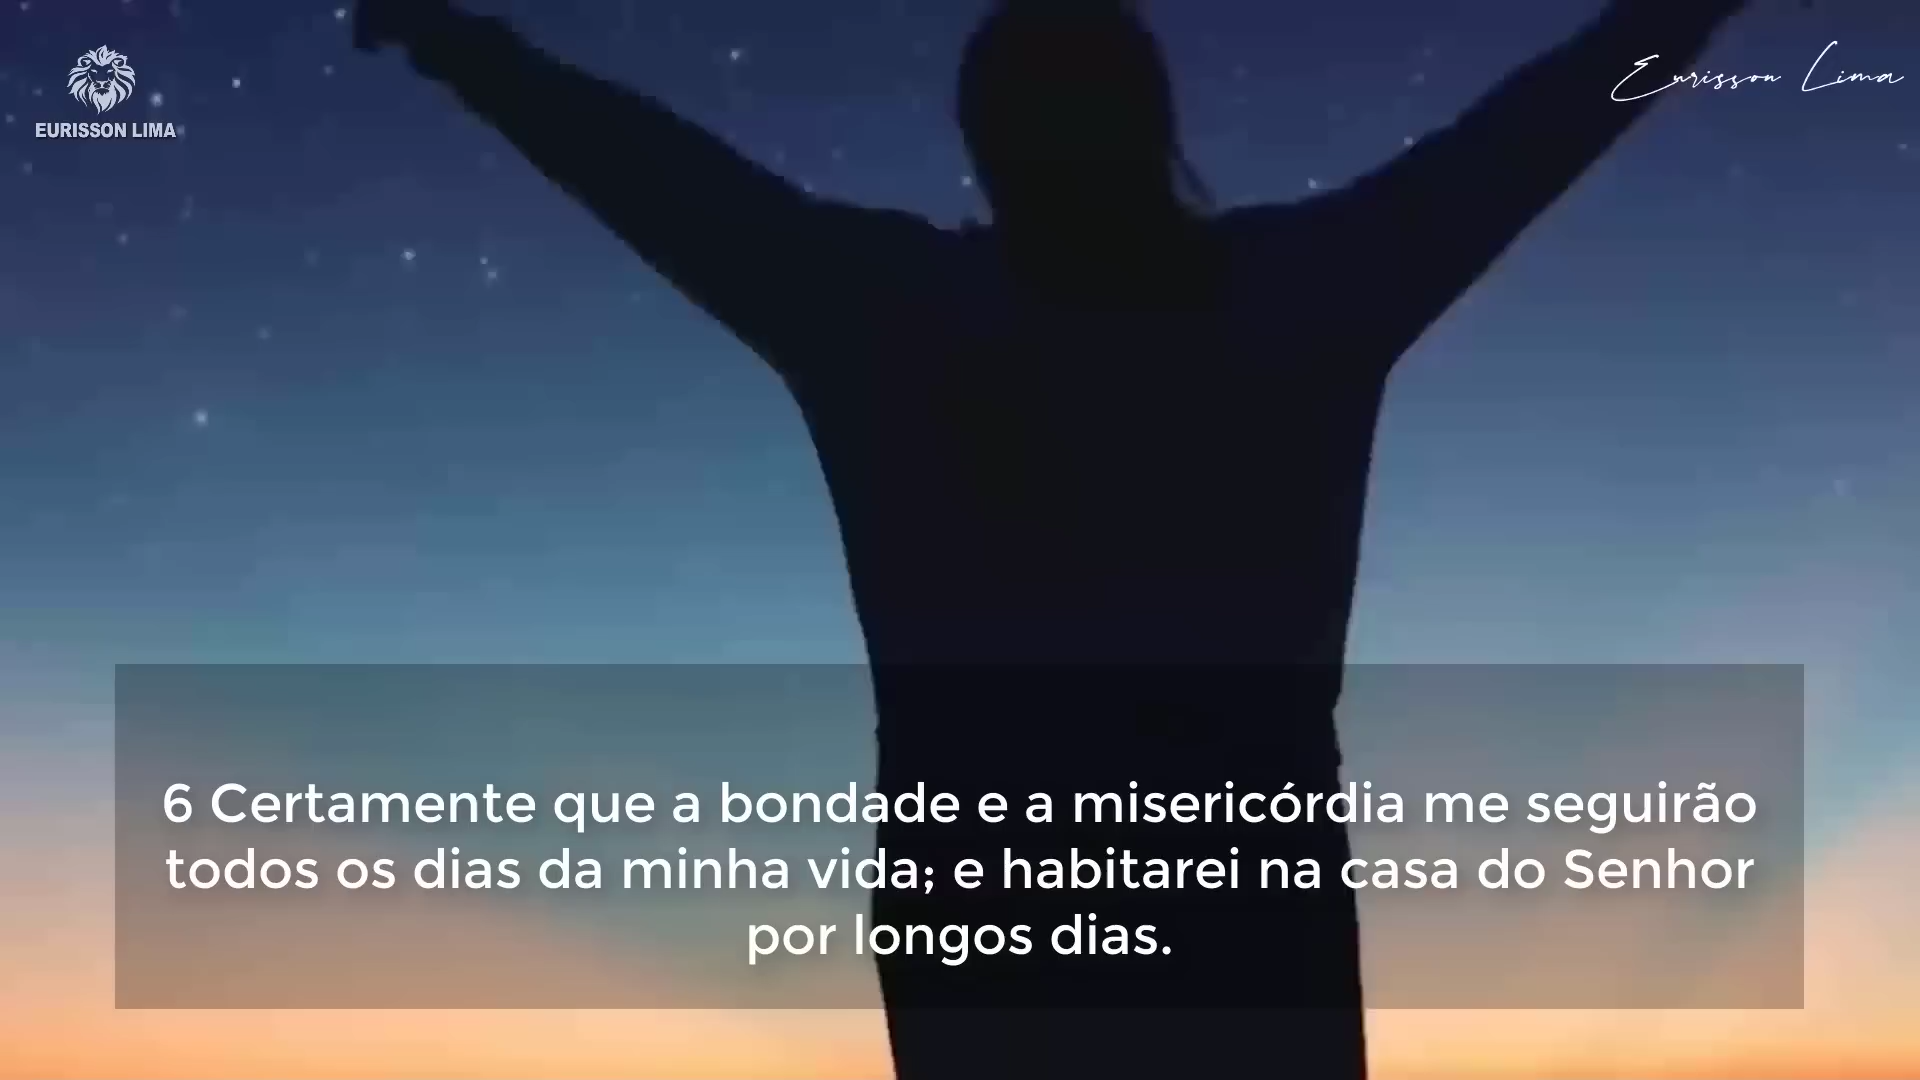 EURISSON LIMA
Eurisson Lima
6 Certamente que a bondade e a misericórdia me seguirão
todos os dias da minha vida; e habitarei na casa do Senhor
por longos dias.